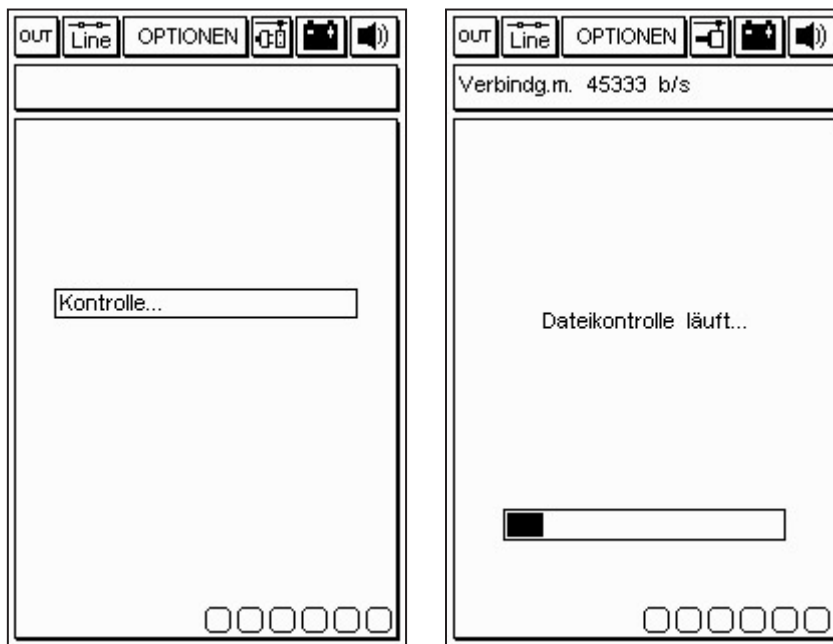 OUT Line OPTIONEN
Kontrolle...
OUT Line OPTIONEN
Verbindg.m. 45333 b/s
Dateikontrolle läuft...